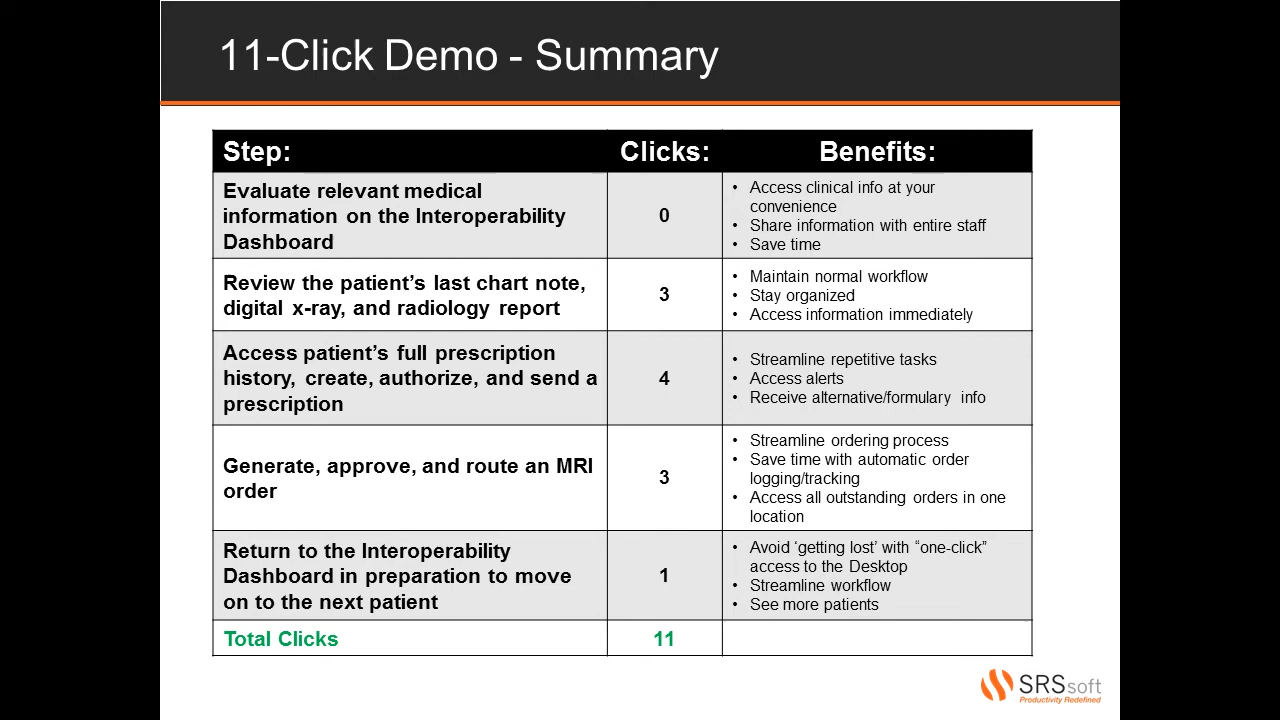 11-Click Demo - Summary
Step: Clicks: Benefits:
Evaluate relevant medical
information on the Interoperability
Dashboard
0
• Access clinical info at your
convenience
• Share information with entire staff
• Save time
Review the patient’s last chart note,
digital x-ray, and radiology report
3
• Maintain normal workflow
• Stay organized
• Access information immediately
Access patient’s full prescription
history, create, authorize, and send a
prescription
4
• Streamline repetitive tasks
• Access alerts
• Receive alternative/formulary info
Generate, approve, and route an MRI
order
3
• Streamline ordering process
• Save time with automatic order
logging/tracking
• Access all outstanding orders in one
location
Return to the Interoperability
Dashboard in preparation to move
on to the next patient
1
• Avoid ‘getting lost’ with “one-click”
access to the Desktop
• Streamline workflow
• See more patients
Total Clicks 11
SRSsoft
Productivity Redefined